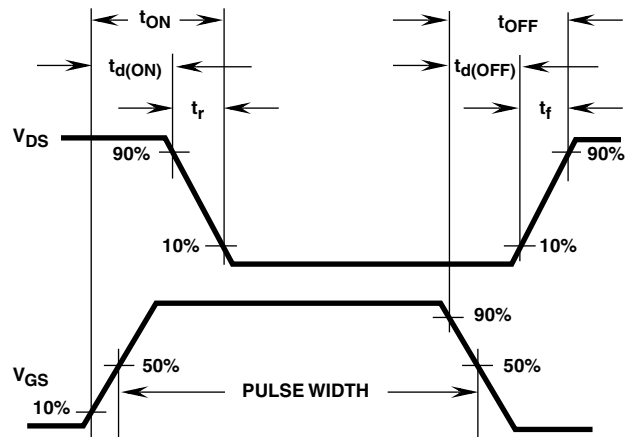 tON
tOFF
td(ON)
td(OFF)
tr
tf
VDS
90%
90%
10%
10%
90%
VGS
50%
PULSE WIDTH
50%
10%